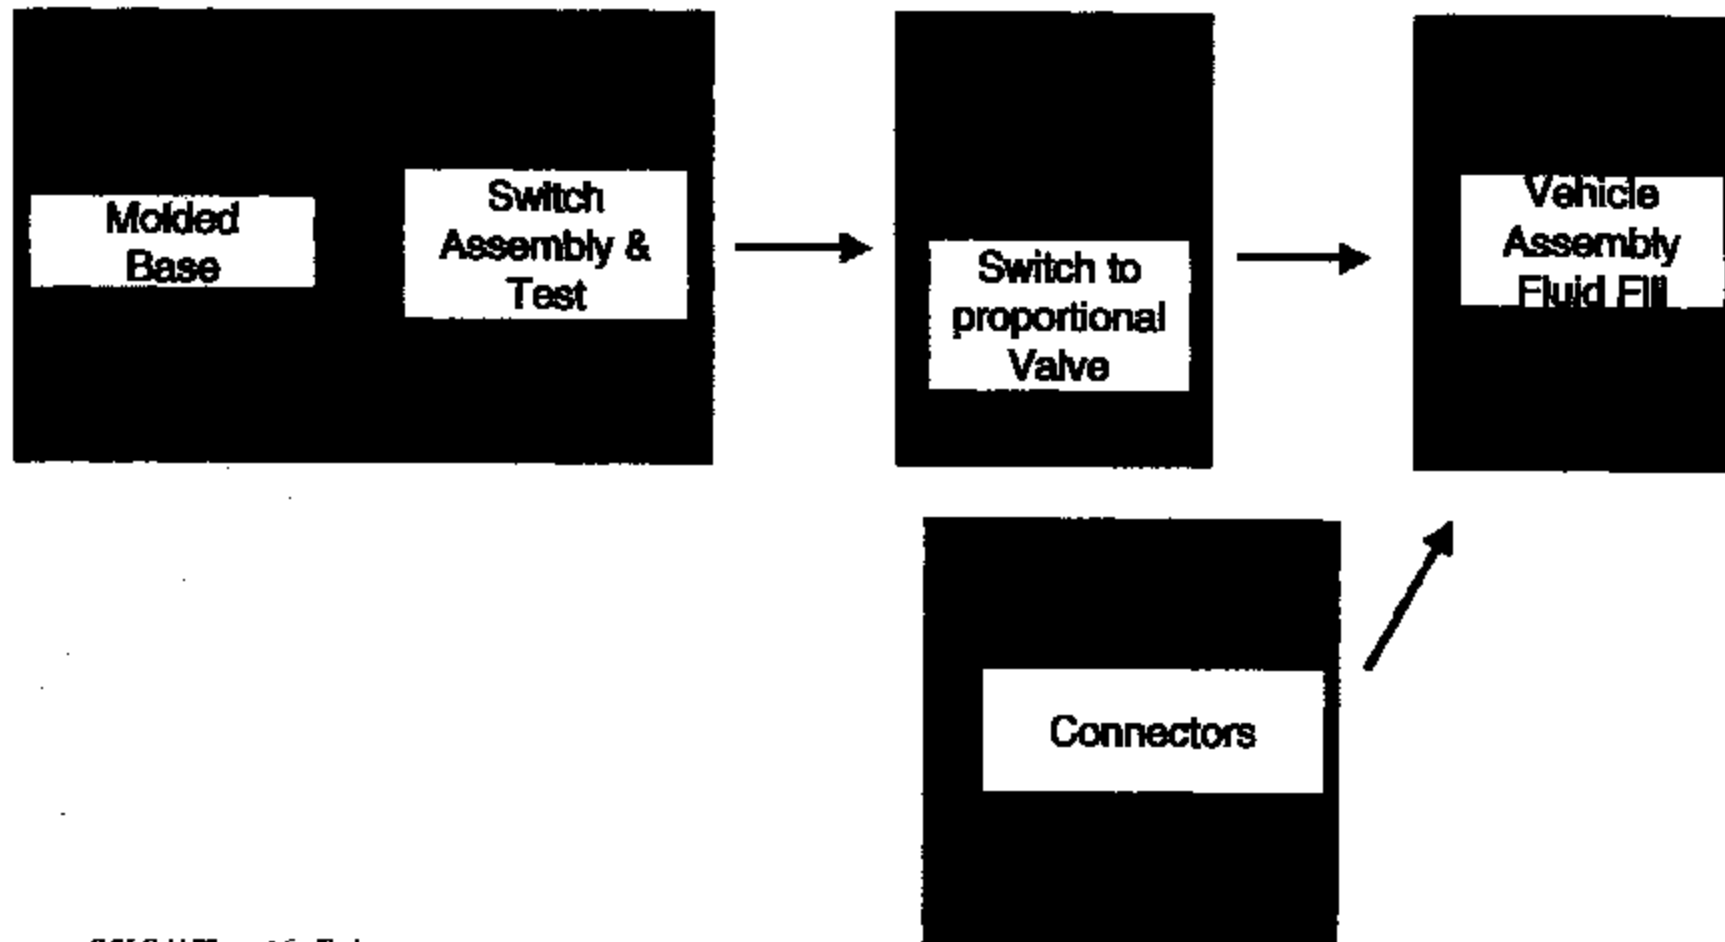 Molded
Base
Switch
Assembly &
Test
Switch to
proportional
Valve
Vehicle
Assembly
Fluid Fill
Connectors